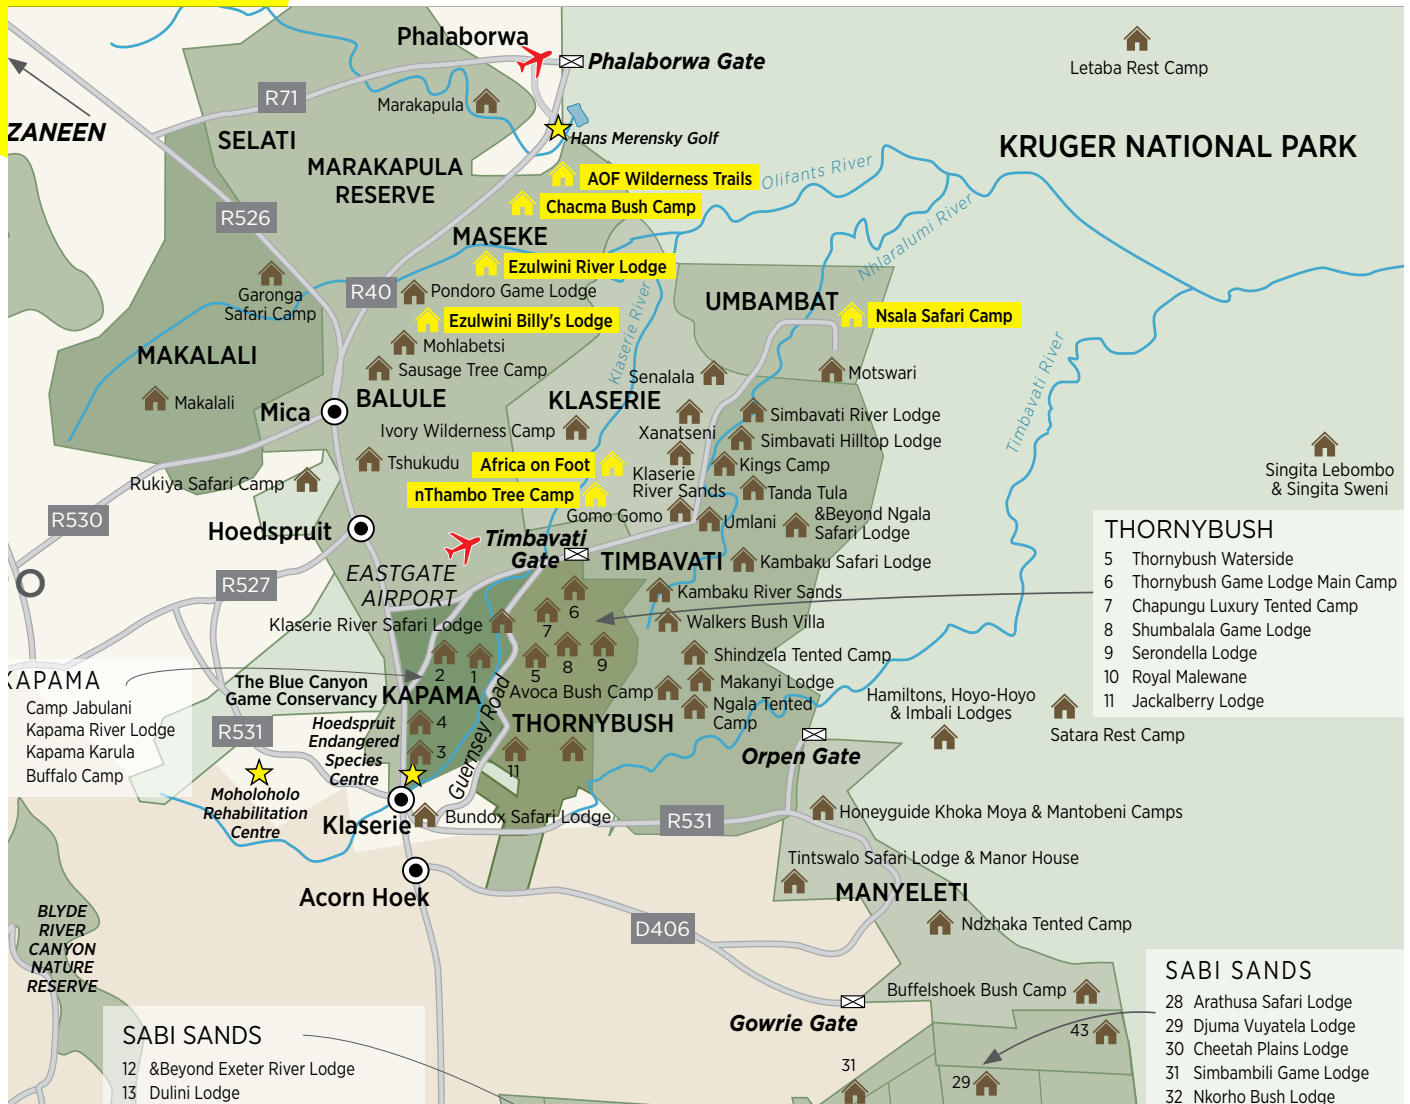 Phalaborwa
Phalaborwa Gate
Letaba Rest Camp
R71
Marakapula
ZANEEN
SELATI
Hans Merensky Golf
KRUGER NATIONAL PARK
MARAKAPULA
RESERVE
AOF Wilderness Trails
Olifants River
Chacma Bush Camp
R526
Nhlaralumi River
MASEKE
Ezulwini River Lodge
Garonga
Safari Camp
R40
Pondoro Game Lodge
UMBAMBAT
Nsala Safari Camp
Ezulwini Billy's Lodge
Klaserie River
MAKALALI
Mohlabetsi
Sausage Tree Camp
Senalala
Motswari
Timbavati River
Makalali
Mica
BALULE
KLASERIE
Simbavati River Lodge
Ivory Wilderness Camp
Xanatseni
Simbavati Hilltop Lodge
Tshukudu
Africa on Foot
Klaserie
River Sands
Kings Camp
Singita Lebombo
& Singita Sweni
Rukiya Safari Camp
nThambo Tree Camp
Tanda Tula
R530
Hoedspruit
Gomo Gomo
Umlani
&Beyond Ngala
Safari Lodge
Timbavati
Gate
TIMBAVATI
Kambaku Safari Lodge
O
R527
EASTGATE
AIRPORT
Kambaku River Sands
6
7
Klaserie River Safari Lodge
Walkers Bush Villa
THORNYBUSH
5 Thornybush Waterside
6 Thornybush Game Lodge Main Camp
7 Chapungu Luxury Tented Camp
8 Shumbalala Game Lodge
9 Serondella Lodge
10 Royal Malewane
11 Jackalberry Lodge
Shindzela Tented Camp
2
1
5
8
9
KAPAMA
Camp Jabulani
Kapama River Lodge
Kapama Karula
Buffalo Camp
The Blue Canyon
Game Conservancy
KAPAMA
Avoca Bush Camp
Makanyi Lodge
Ngala Tented
Camp
Hamiltons, Hoyo-Hoyo
& Imbali Lodges
Satara Rest Camp
R531
Hoedspruit
Endangered
Species
Centre
4
3
Guernsey Road
THORNYBUSH
11
Orpen Gate
Moholoholo
Rehabilitation
Centre
Klaserie
Bundox Safari Lodge
R531
Honeyguide Khoka Moya & Mantobeni Camps
Tintswalo Safari Lodge & Manor House
Acorn Hoek
MANYELETI
D406
Ndzhaka Tented Camp
BLYDE
RIVER
CANYON
NATURE
RESERVE
Buffelshoek Bush Camp
Gowrie Gate
43
31
29
SABI SANDS
28 Arathusa Safari Lodge
29 Djuma Vuyatela Lodge
30 Cheetah Plains Lodge
31 Simbambili Game Lodge
32 Nkorho Bush Lodge
SABI SANDS
12 &Beyond Exeter River Lodge
13 Dulini Lodge